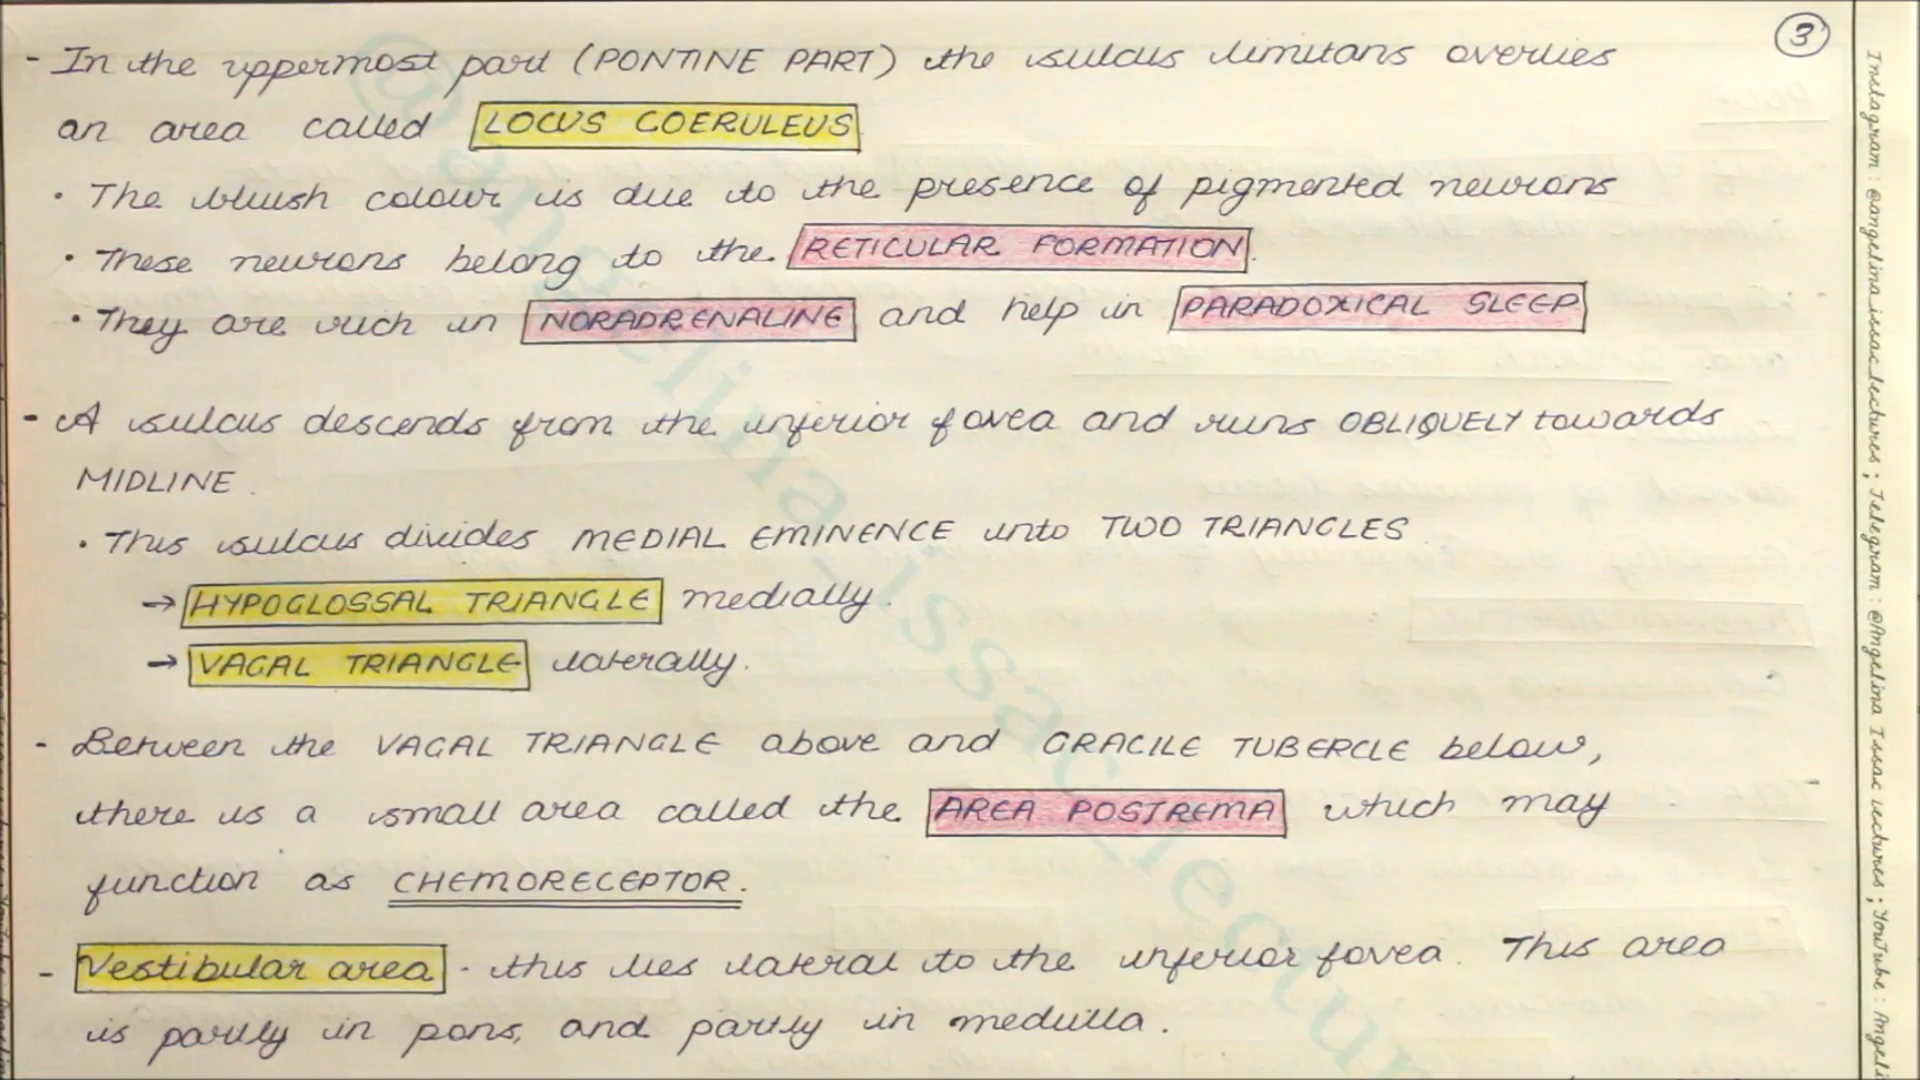 3
- In the uppermost part (PONTINE PART) the sulcus limitans overlies
an area called LOCUS COERULEUS.
• The bluish colour is due to the presence of pigmented neurons
• These neurons belong to the RETICULAR FORMATION.
• They are rich in NORADRENALINE and help in PARADOXICAL SLEEP
- A sulcus descends from the inferior fovea and runs OBLIQUELY towards
MIDLINE.
• This sulcus divides MEDIAL EMINENCE into TWO TRIANGLES
→ HYPOGLOSSAL TRIANGLE medially.
→ VAGAL TRIANGLE laterally.
- Between the VAGAL TRIANGLE above and GRACILE TUBERCLE below,
there is a small area called the AREA POSTREMA which may
function as CHEMORECEPTOR.
- Vestibular area - this lies lateral to the inferior fovea. This area
is partly in pons, and partly in medulla.
Instagram : @angelina_issac_lectures ; Telegram : @Angelina Issac lectures ; YouTube : Angeli
@angelina_issac_lectur